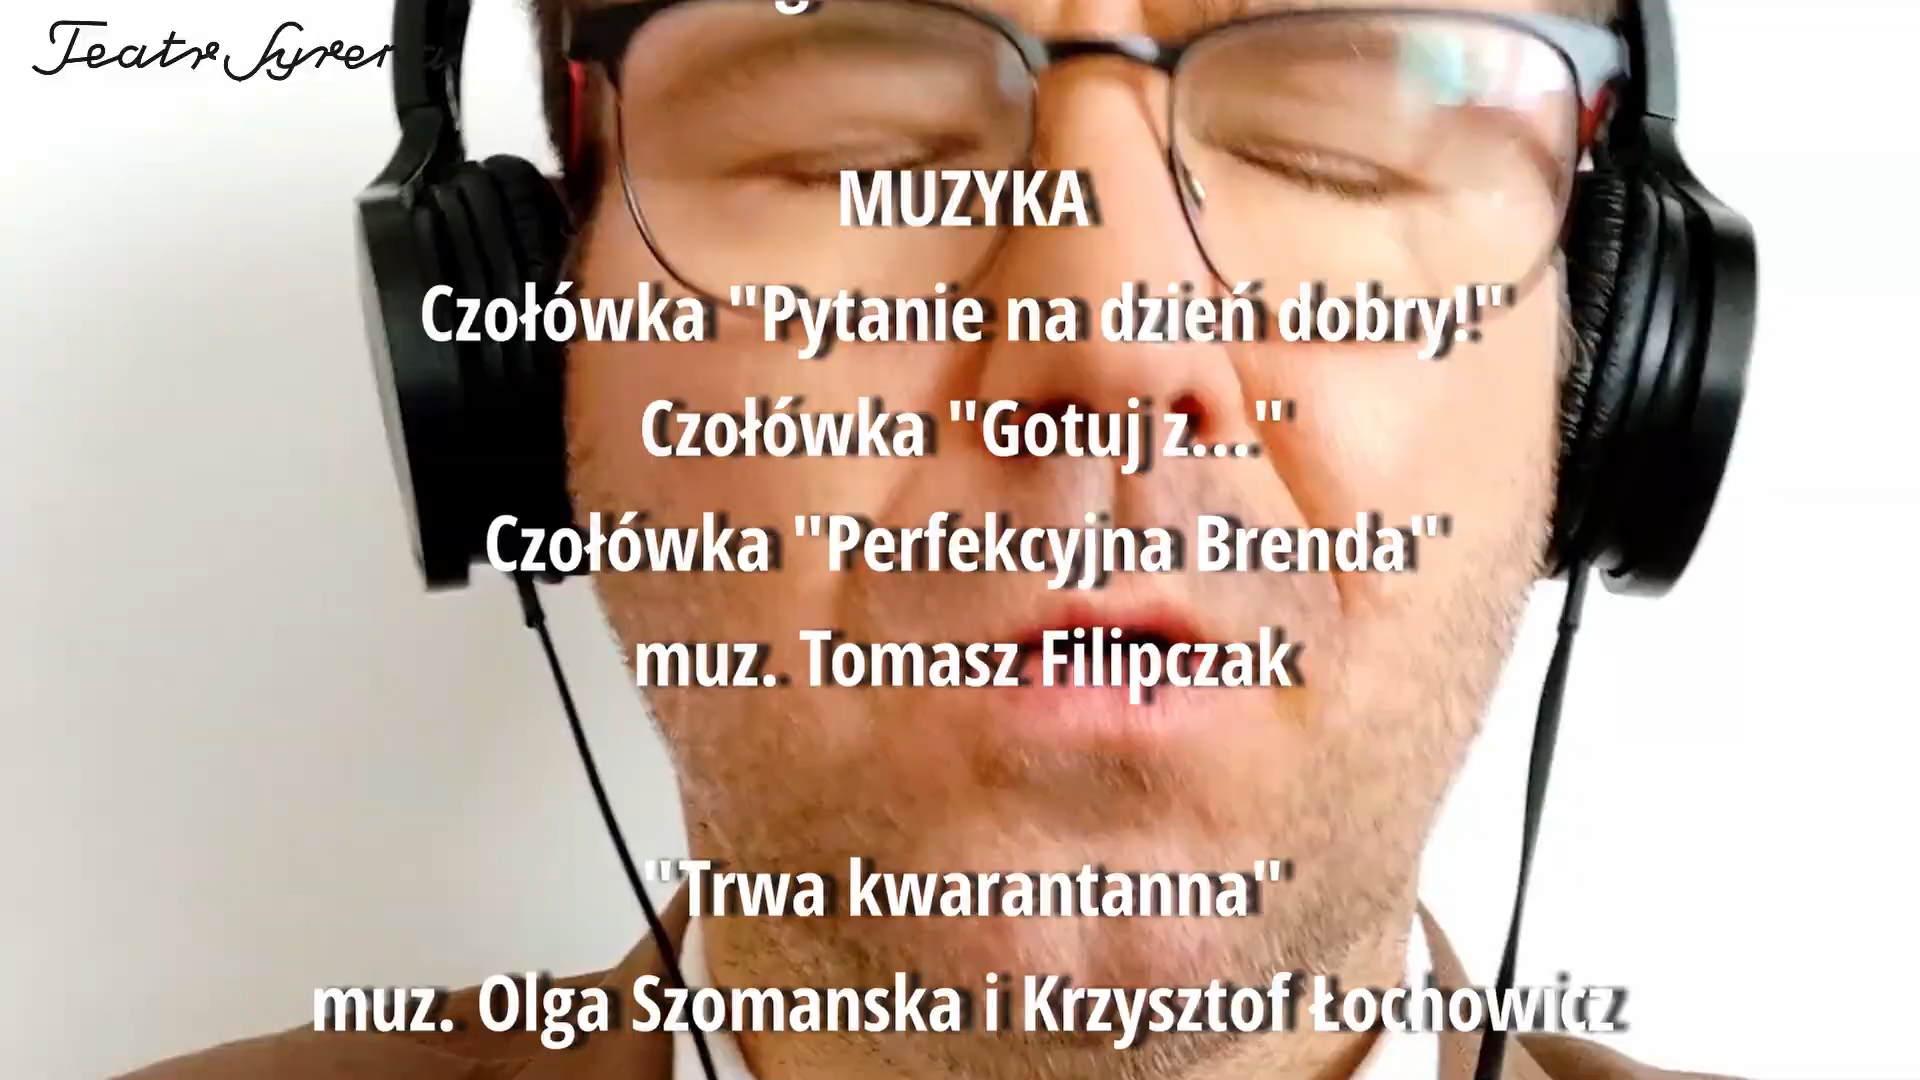 Teatr Syrena
MUZYKA
Czołówka "Pytanie na dzień dobry!"
Czołówka "Gotuj z..."
Czołówka "Perfekcyjna Brenda"
muz. Tomasz Filipczak
"Trwa kwarantanna"
muz. Olga Szomanska i Krzysztof Łochowicz